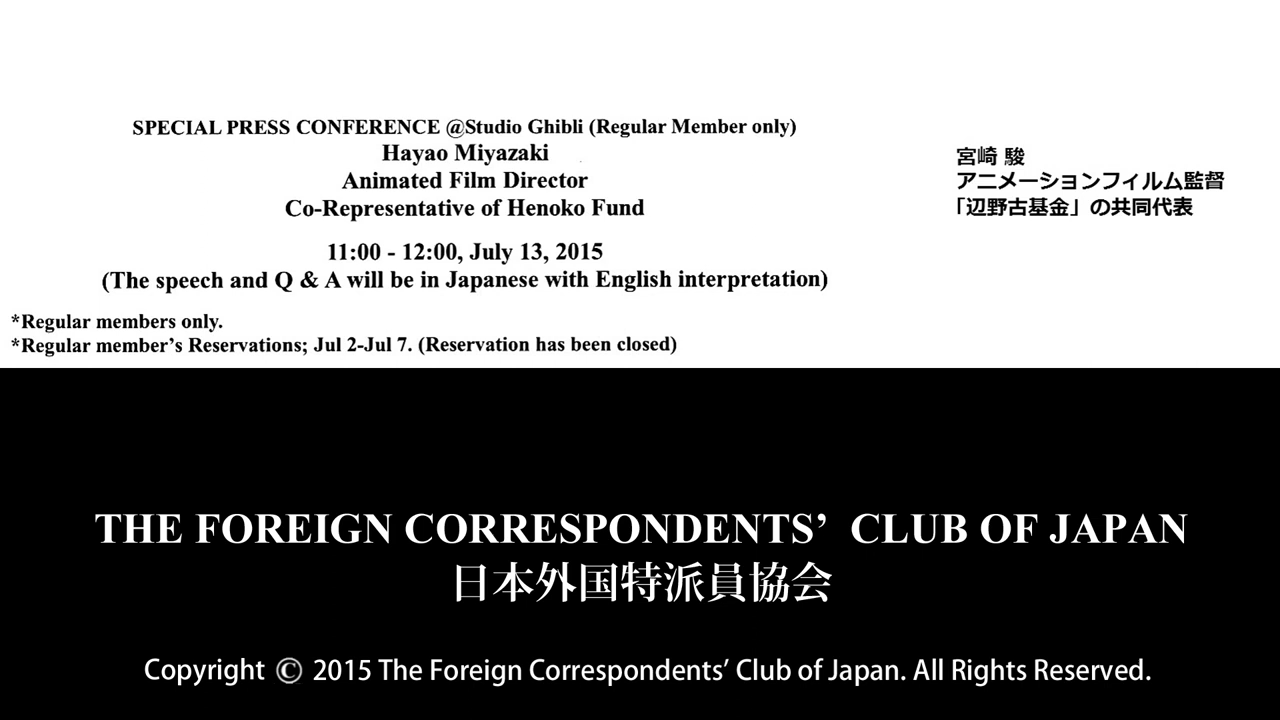 SPECIAL PRESS CONFERENCE @Studio Ghibli (Regular Member only)
Hayao Miyazaki
Animated Film Director
Co-Representative of Henoko Fund
11:00 - 12:00, July 13, 2015
(The speech and Q & A will be in Japanese with English interpretation)
*Regular members only.
*Regular member's Reservations; Jul 2-Jul 7. (Reservation has been closed)
宮崎 駿
アニメーションフィルム監督
「辺野古基金」の共同代表
THE FOREIGN CORRESPONDENTS’ CLUB OF JAPAN
日本外国特派員協会
Copyright © 2015 The Foreign Correspondents’ Club of Japan. All Rights Reserved.